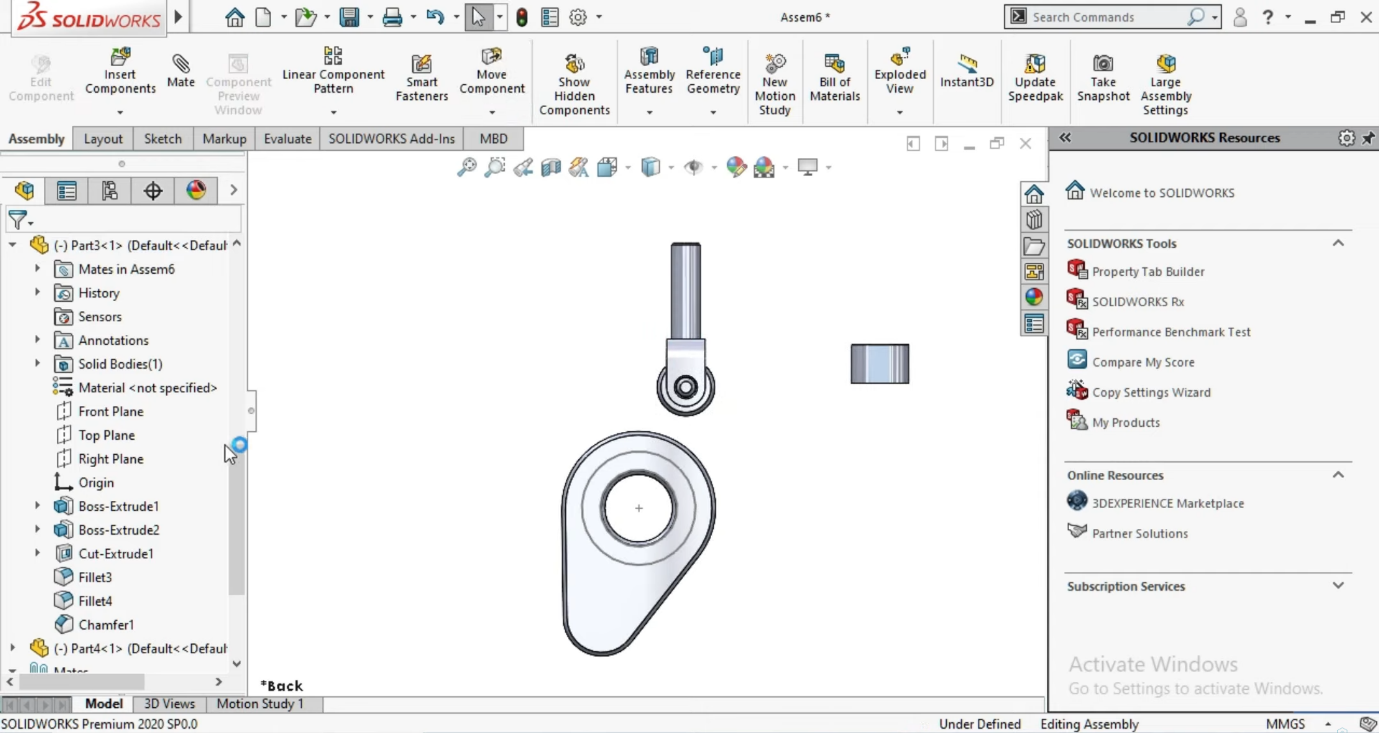 SOLIDWORKS
Assem6 *
Search Commands
?
Edit Component
Insert Components
Mate
Component Preview Window
Linear Component Pattern
Smart Fasteners
Move Component
Show Hidden Components
Assembly Features
Reference Geometry
New Motion Study
Bill of Materials
Exploded View
Instant3D
Update Speedpak
Take Snapshot
Large Assembly Settings
Assembly
Layout
Sketch
Markup
Evaluate
SOLIDWORKS Add-Ins
MBD
SOLIDWORKS Resources
(-) Part3<1> (Default<<Defaul
Mates in Assem6
History
Sensors
Annotations
Solid Bodies(1)
Material <not specified>
Front Plane
Top Plane
Right Plane
Origin
Boss-Extrude1
Boss-Extrude2
Cut-Extrude1
Fillet3
Fillet4
Chamfer1
(-) Part4<1> (Default<<Defaul
Mates
*Back
Welcome to SOLIDWORKS
SOLIDWORKS Tools
Property Tab Builder
SOLIDWORKS Rx
Performance Benchmark Test
Compare My Score
Copy Settings Wizard
My Products
Online Resources
3DEXPERIENCE Marketplace
Partner Solutions
Subscription Services
Activate Windows
Go to Settings to activate Windows.
Model
3D Views
Motion Study 1
SOLIDWORKS Premium 2020 SP0.0
Under Defined
Editing Assembly
MMGS